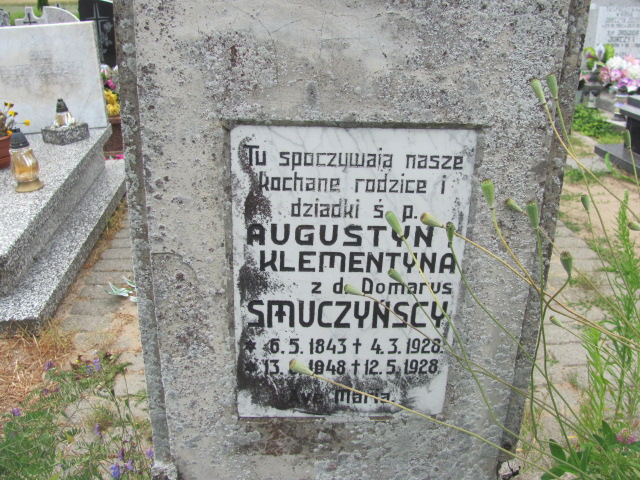 Tu spoczywają nasze
kochane rodzice i
dziadki ś. p.
AUGUSTYN
KLEMENTYNA
z d. Domarus
SMUCZYŃSCY
* 6. 5. 1843 † 4. 3. 1928.
* 13. 1848 † 12. 5. 1928.
Ave Maria.